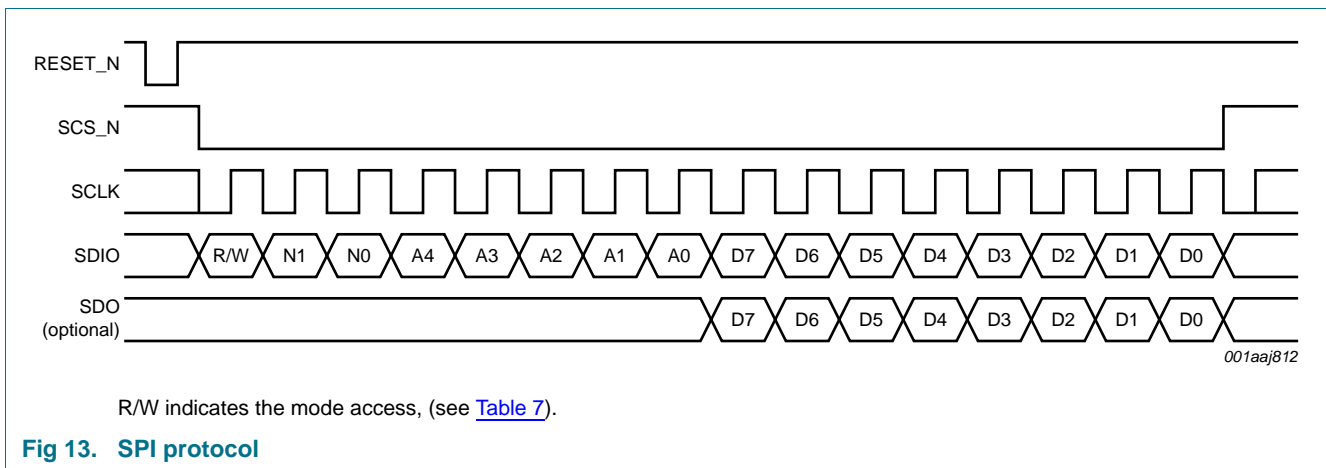 RESET_N
SCS_N
SCLK
SDIO R/W N1 N0 A4 A3 A2 A1 A0 D7 D6 D5 D4 D3 D2 D1 D0
SDO
(optional) D7 D6 D5 D4 D3 D2 D1 D0
001aaj812
R/W indicates the mode access, (see Table 7).
Fig 13. SPI protocol